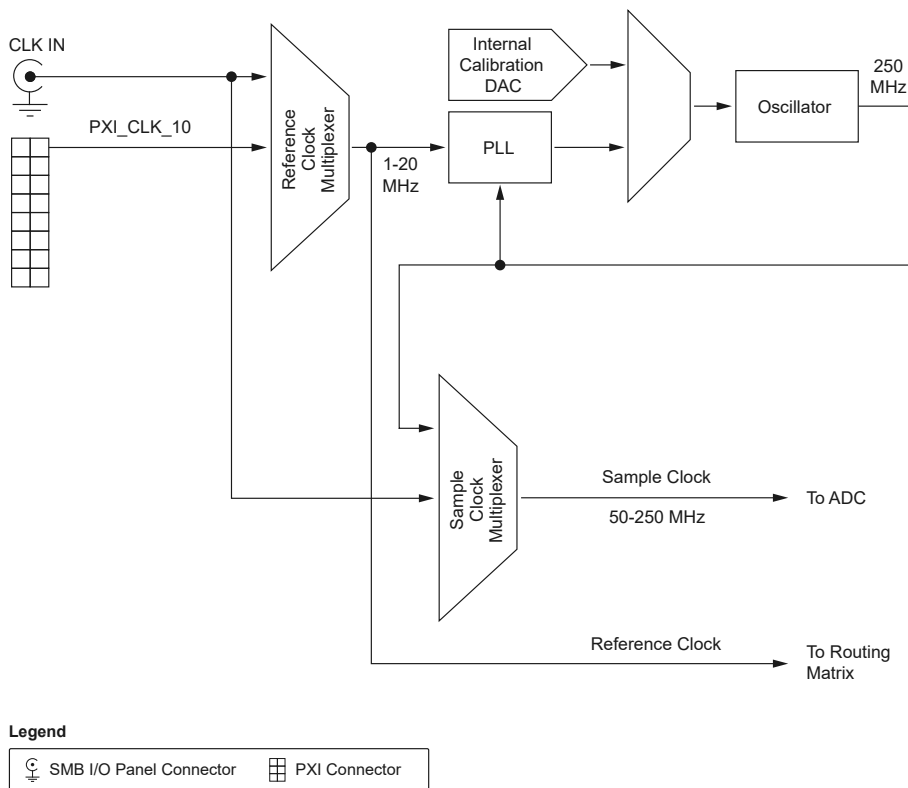 CLK IN
PXI_CLK_10
Reference
Clock
Multiplexer
1-20
MHz
Internal
Calibration
DAC
PLL
Oscillator
250
MHz
Sample
Clock
Multiplexer
Sample Clock
50-250 MHz
To ADC
Reference Clock
To Routing
Matrix
Legend
SMB I/O Panel Connector
PXI Connector